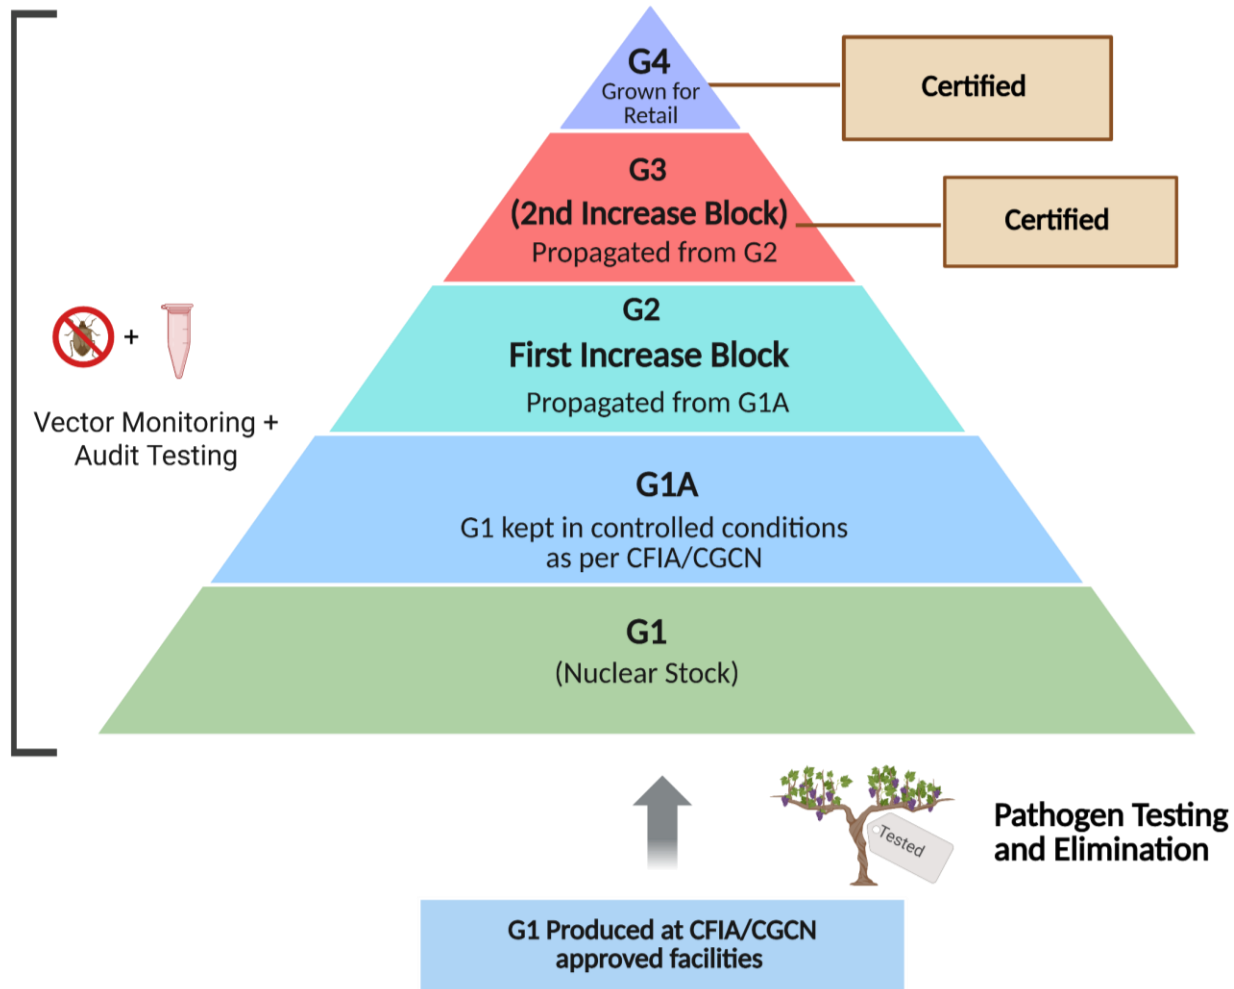 G4
Grown for
Retail
Certified
G3
(2nd Increase Block)
Propagated from G2
Certified
G2
First Increase Block
Propagated from G1A
+
Vector Monitoring +
Audit Testing
G1A
G1 kept in controlled conditions
as per CFIA/CGCN
G1
(Nuclear Stock)
Tested
Pathogen Testing
and Elimination
G1 Produced at CFIA/CGCN
approved facilities